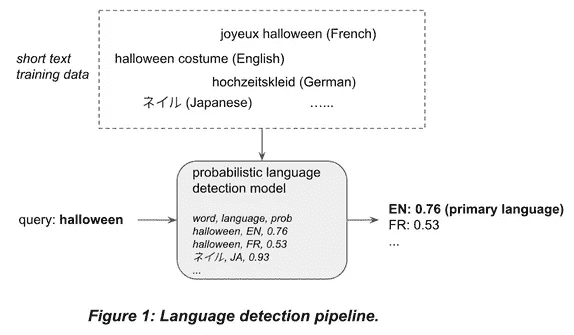 joyeux halloween (French)
short text
training data
halloween costume (English)
hochzeitskleid (German)
ネイル (Japanese)
…...
probabilistic language
detection model
word, language, prob
halloween, EN, 0.76
halloween, FR, 0.53
ネイル, JA, 0.93
...
query: halloween
EN: 0.76 (primary language)
FR: 0.53
...
Figure 1: Language detection pipeline.